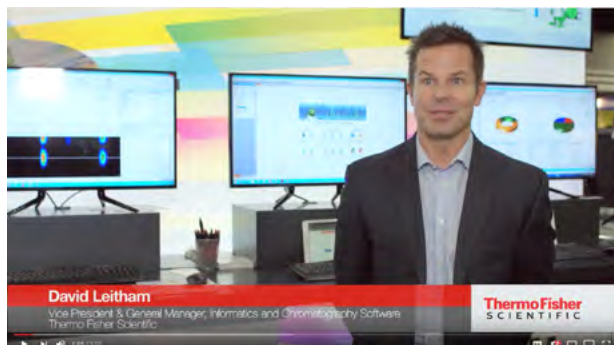 David Leitham
Vice President & General Manager, Informatics and Chromatography Software
Thermo Fisher Scientific
ThermoFisher
SCIENTIFIC